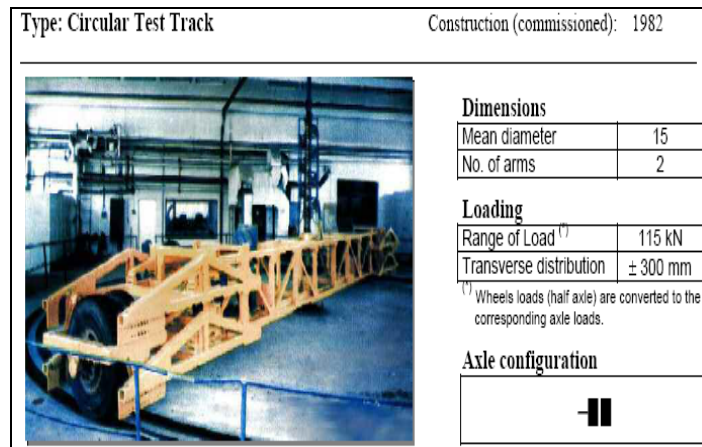 Type: Circular Test Track
Construction (commissioned): 1982
Dimensions
Mean diameter 15
No. of arms 2
Loading
Range of Load (*) 115 kN
Transverse distribution ± 300 mm
(*) Wheels loads (half axle) are converted to the
corresponding axle loads.
Axle configuration